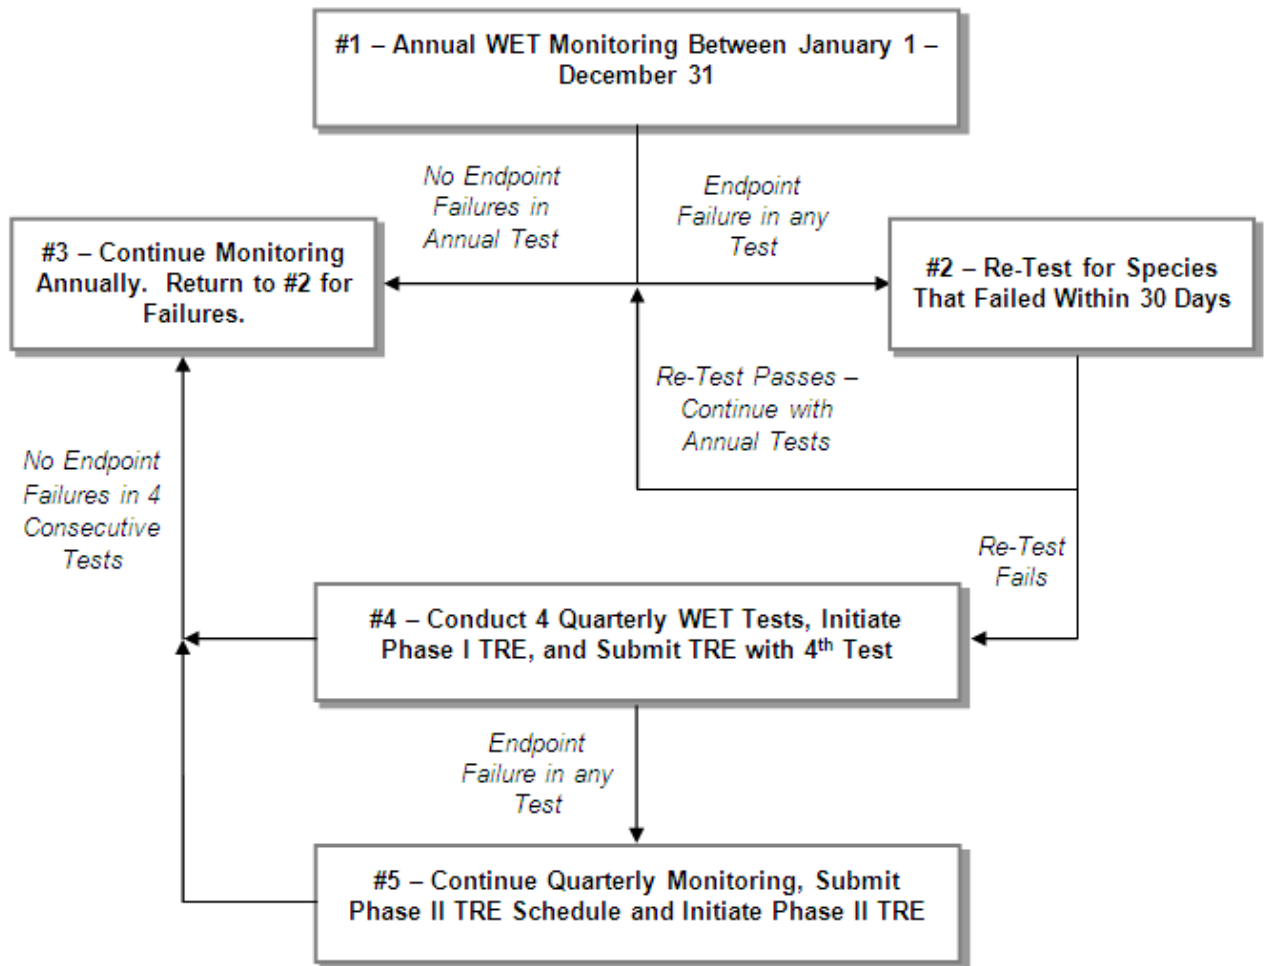 #1 – Annual WET Monitoring Between January 1 –
December 31
No Endpoint
Failures in
Annual Test
Endpoint
Failure in any
Test
#3 – Continue Monitoring
Annually. Return to #2 for
Failures.
#2 – Re-Test for Species
That Failed Within 30 Days
Re-Test Passes –
Continue with
Annual Tests
No Endpoint
Failures in 4
Consecutive
Tests
Re-Test
Fails
#4 – Conduct 4 Quarterly WET Tests, Initiate
Phase I TRE, and Submit TRE with 4th Test
Endpoint
Failure in any
Test
#5 – Continue Quarterly Monitoring, Submit
Phase II TRE Schedule and Initiate Phase II TRE